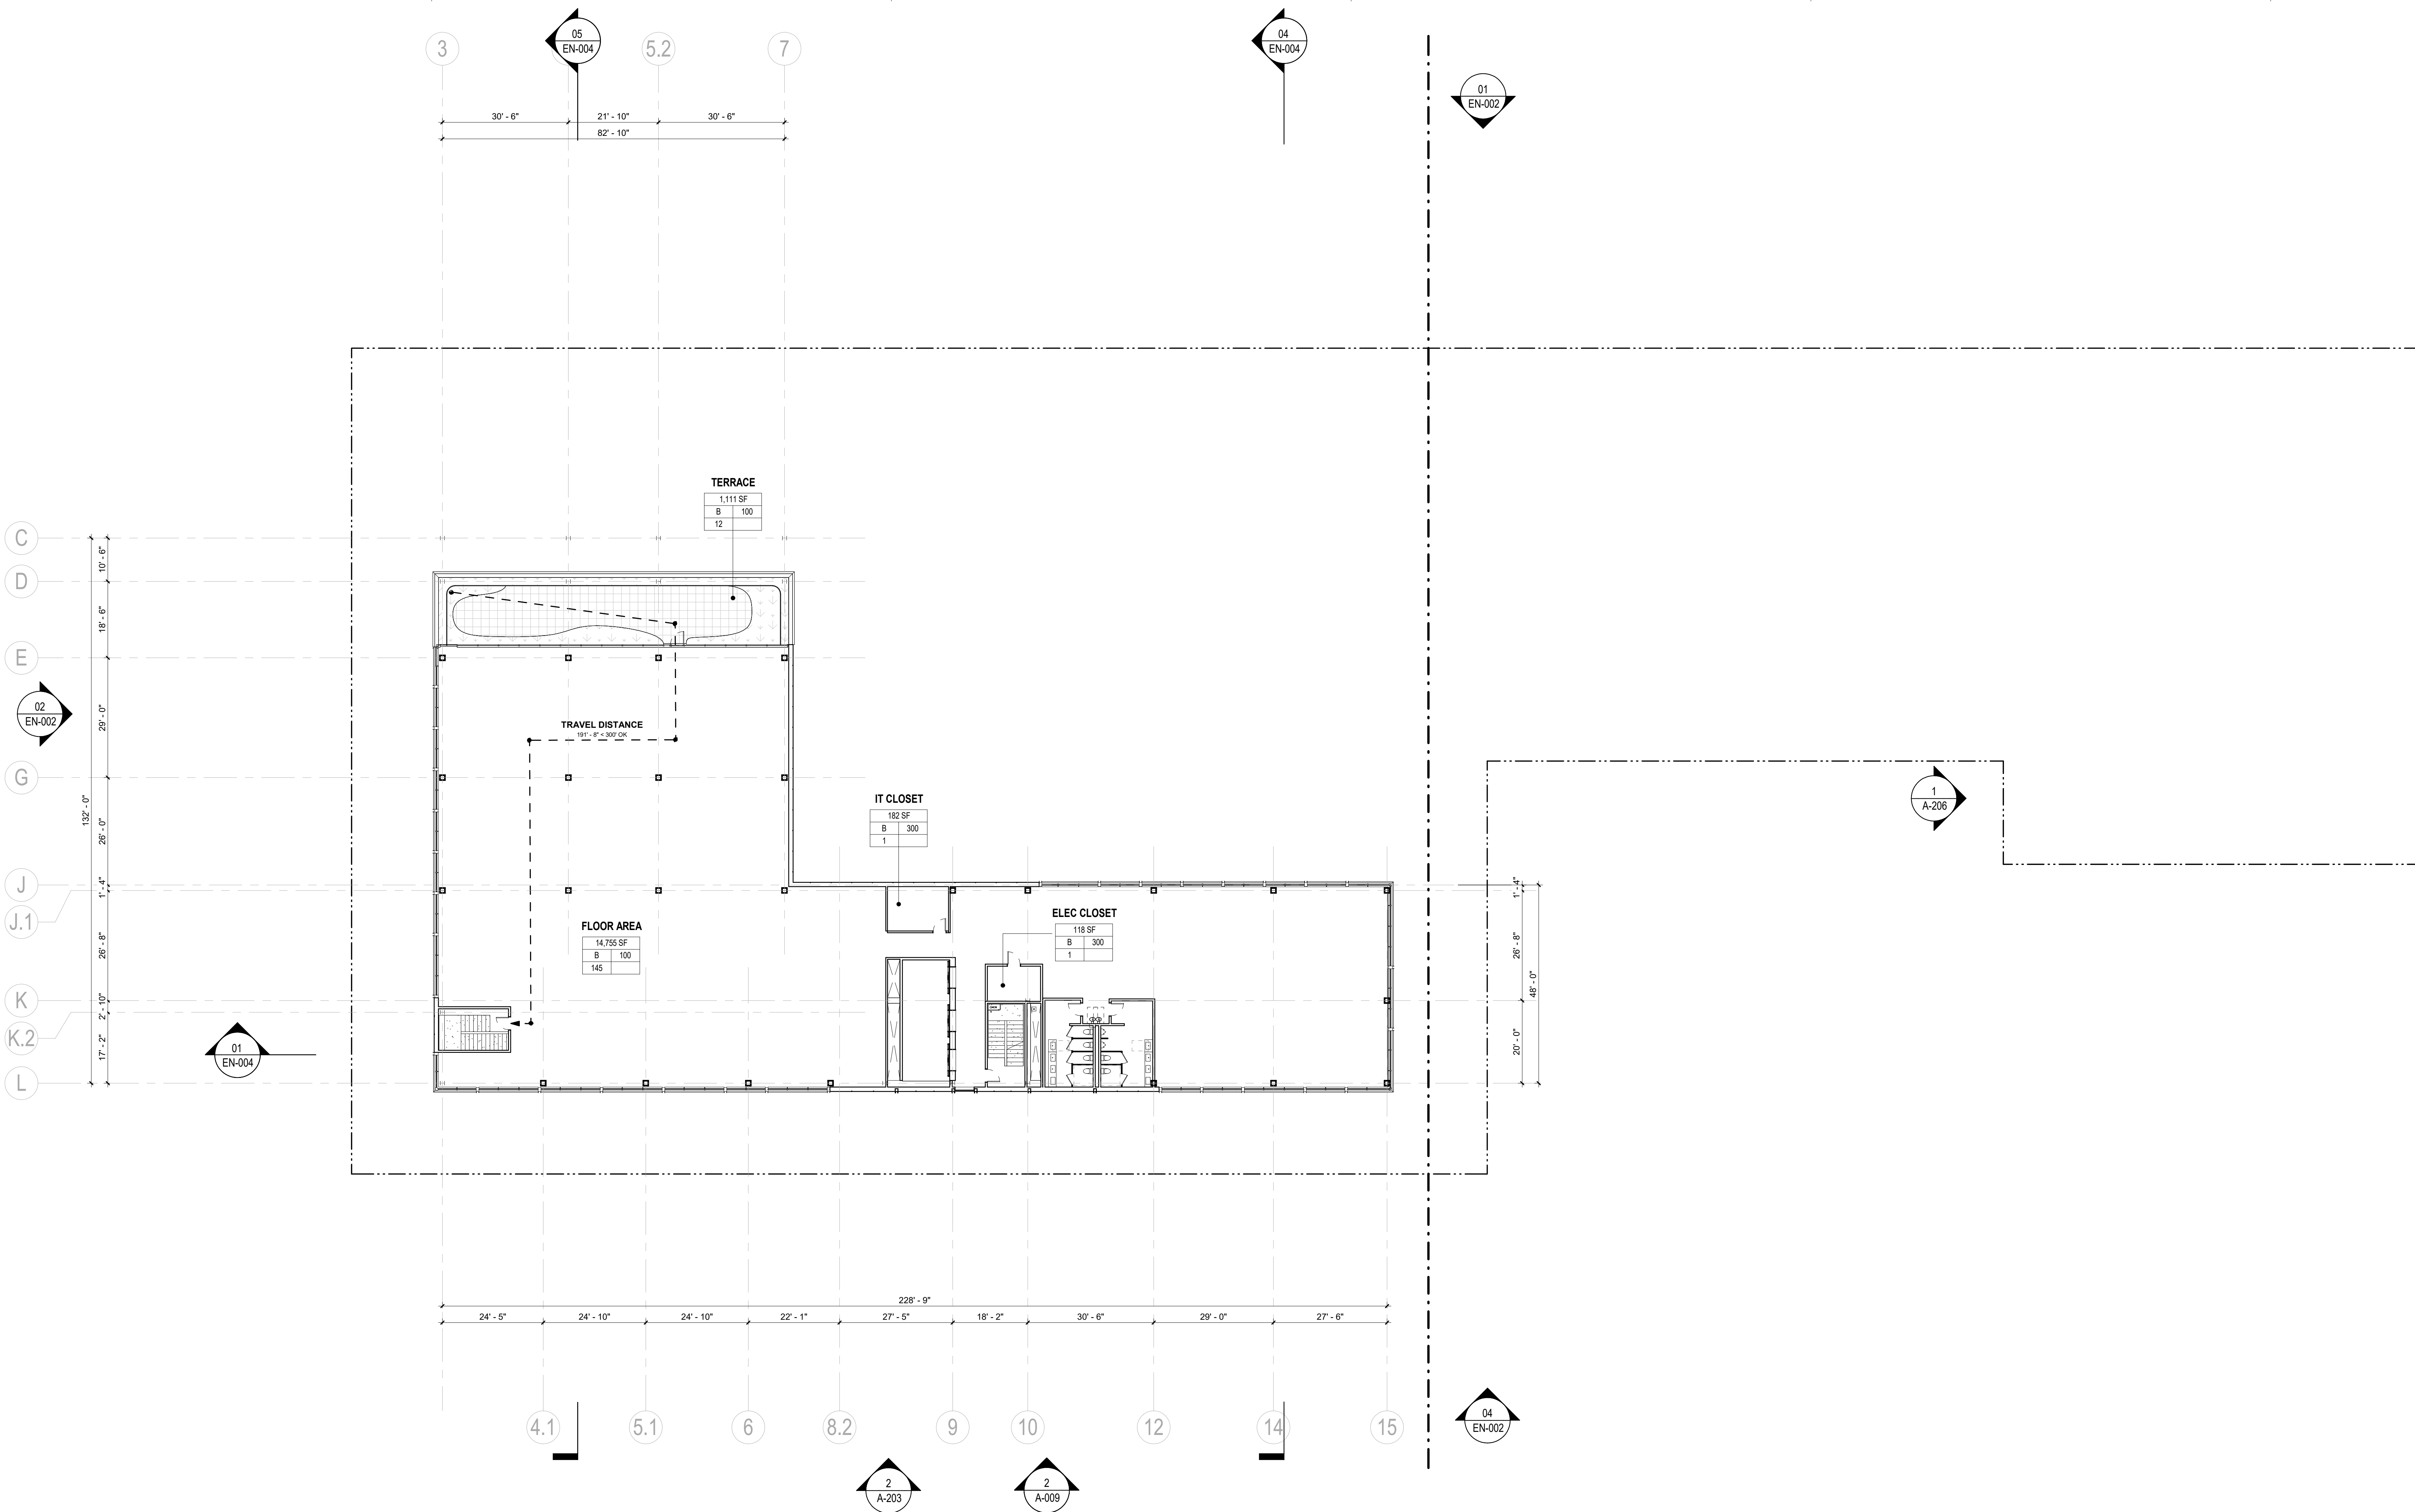 05
EN-004
04
EN-004
3
5.2
7
01
EN-002
30' - 6"
21' - 10"
30' - 6"
82' - 10"
TERRACE
1,111 SF
B 100
12
C
D
E
G
J
J.1
K
K.2
L
10' - 6"
18' - 6"
29' - 0"
26' - 0"
1' - 4"
26' - 8"
2' - 10"
17' - 2"
132' - 0"
02
EN-002
TRAVEL DISTANCE
191' - 8" < 300' OK
IT CLOSET
182 SF
B 300
1
1
A-206
FLOOR AREA
14,755 SF
B 100
145
ELEC CLOSET
118 SF
B 300
1
1' - 4"
26' - 8"
20' - 0"
48' - 0"
01
EN-004
228' - 9"
24' - 5"
24' - 10"
24' - 10"
22' - 1"
27' - 5"
18' - 2"
30' - 6"
29' - 0"
27' - 6"
4.1
5.1
6
8.2
9
10
12
14
15
04
EN-002
2
A-203
2
A-009